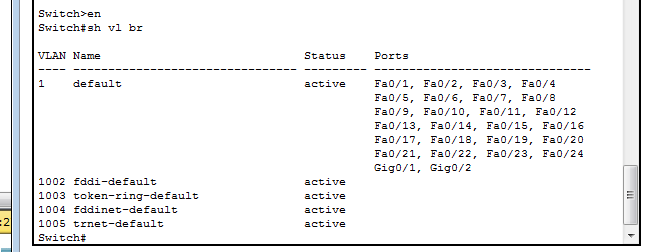 Switch>en
Switch#sh vl br
VLAN Name                             Status    Ports
---- -------------------------------- --------- -------------------------------
1    default                          active    Fa0/1, Fa0/2, Fa0/3, Fa0/4
                                                Fa0/5, Fa0/6, Fa0/7, Fa0/8
                                                Fa0/9, Fa0/10, Fa0/11, Fa0/12
                                                Fa0/13, Fa0/14, Fa0/15, Fa0/16
                                                Fa0/17, Fa0/18, Fa0/19, Fa0/20
                                                Fa0/21, Fa0/22, Fa0/23, Fa0/24
                                                Gig0/1, Gig0/2
1002 fddi-default                     active
1003 token-ring-default               active
1004 fddinet-default                  active
1005 trnet-default                    active
Switch#
:2